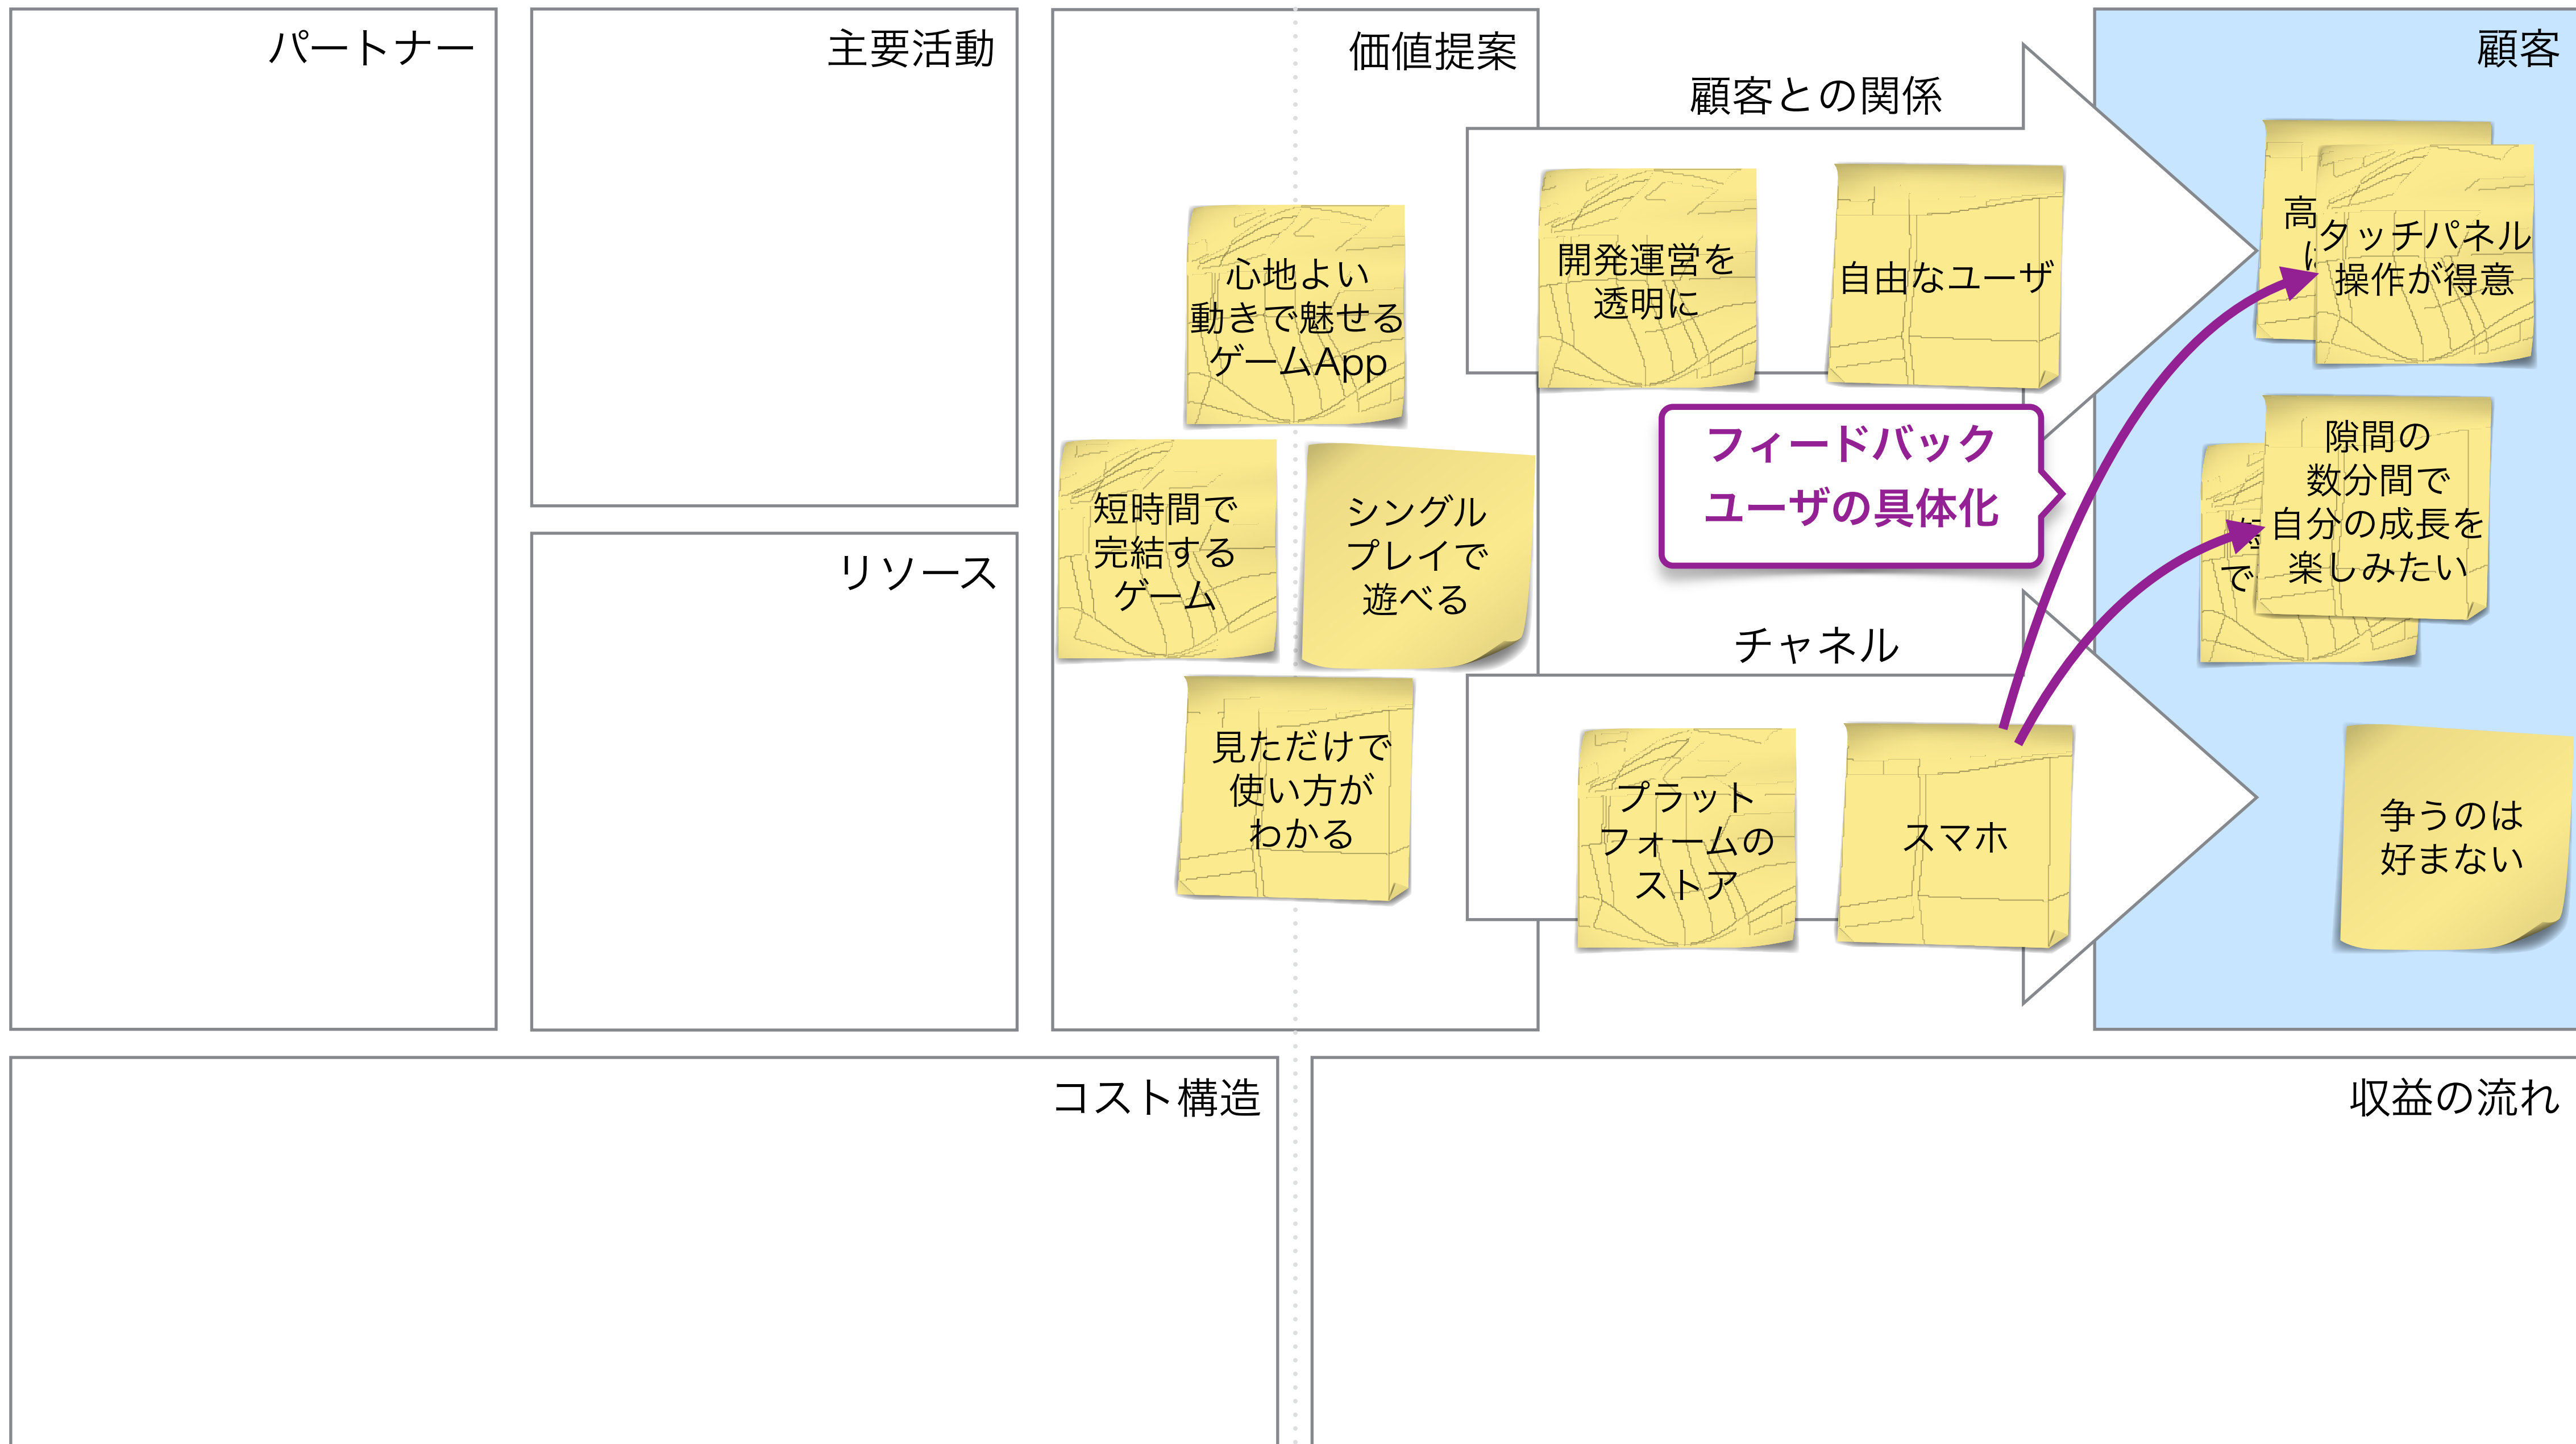 パートナー
主要活動
リソース
価値提案
心地よい
動きで魅せる
ゲームApp
短時間で
完結する
ゲーム
シングル
プレイで
遊べる
見ただけで
使い方が
わかる
顧客との関係
開発運営を
透明に
自由なユーザ
フィードバック
ユーザの具体化
チャネル
プラット
フォームの
ストア
スマホ
顧客
高
タッチパネル
操作が得意
隙間の
数分間で
自分の成長を
楽しみたい
で
争うのは
好まない
コスト構造
収益の流れ